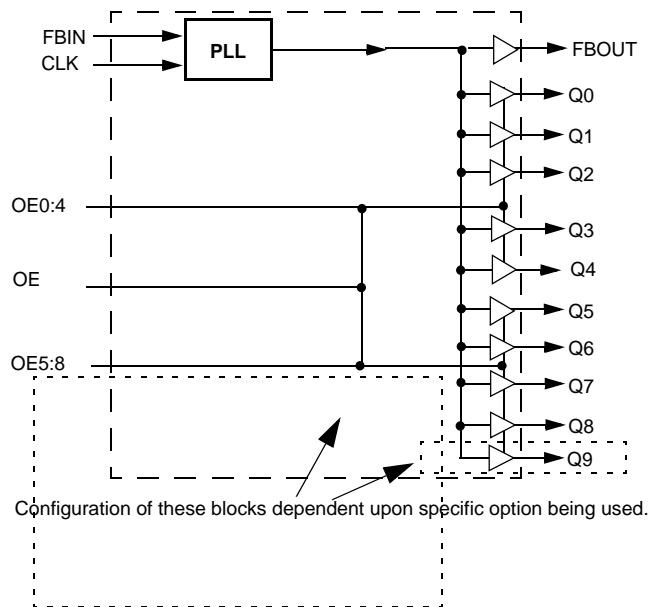 FBIN
CLK
PLL
FBOUT
Q0
Q1
Q2
OE0:4
Q3
Q4
OE
Q5
Q6
OE5:8
Q7
Q8
Q9
Configuration of these blocks dependent upon specific option being used.